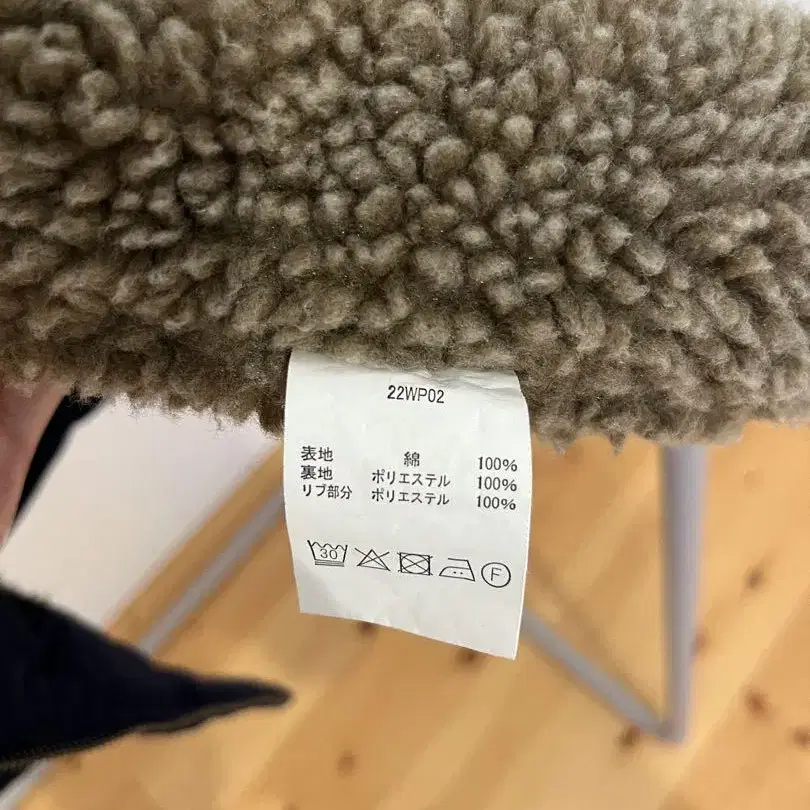 22WP02
表地 綿 100%
裏地 ポリエステル 100%
リブ部分 ポリエステル 100%
30 F